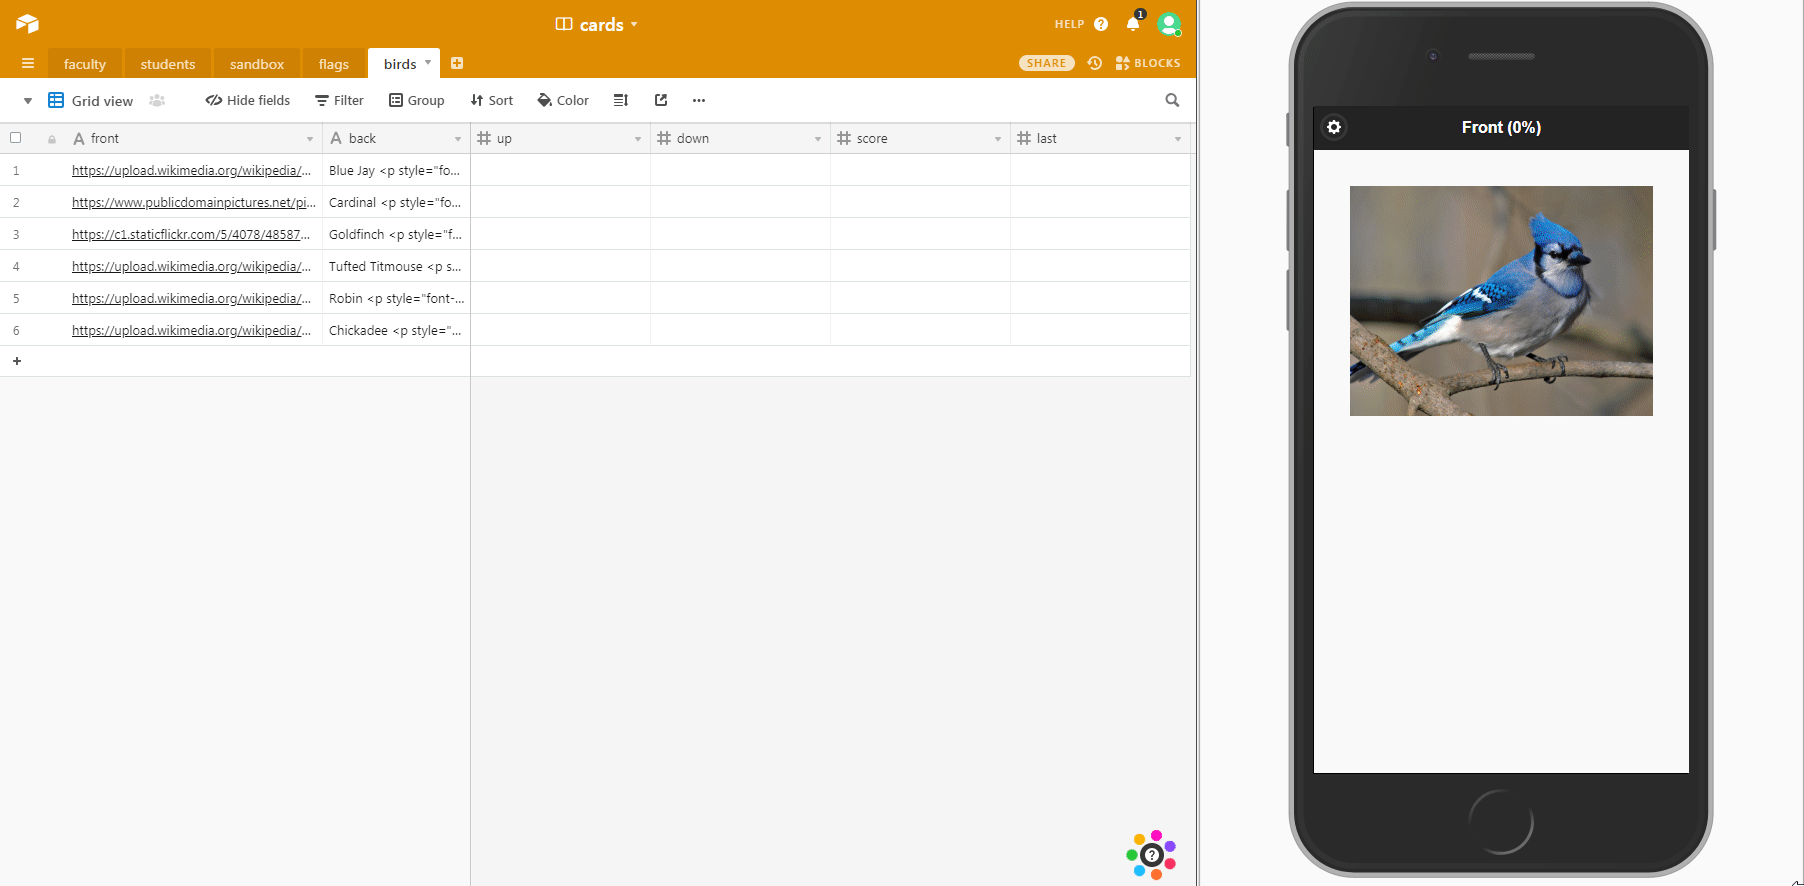 cards
HELP ?
1
faculty students sandbox flags birds
SHARE BLOCKS
Grid view Hide fields Filter Group Sort Color
front back up down score last
1 https://upload.wikimedia.org/wikipedia/... Blue Jay <p style="fo...
2 https://www.publicdomainpictures.net/pi... Cardinal <p style="fo...
3 https://c1.staticflickr.com/5/4078/48587... Goldfinch <p style="f...
4 https://upload.wikimedia.org/wikipedia/... Tufted Titmouse <p s...
5 https://upload.wikimedia.org/wikipedia/... Robin <p style="font-...
6 https://upload.wikimedia.org/wikipedia/... Chickadee <p style="...
+
?
Front (0%)